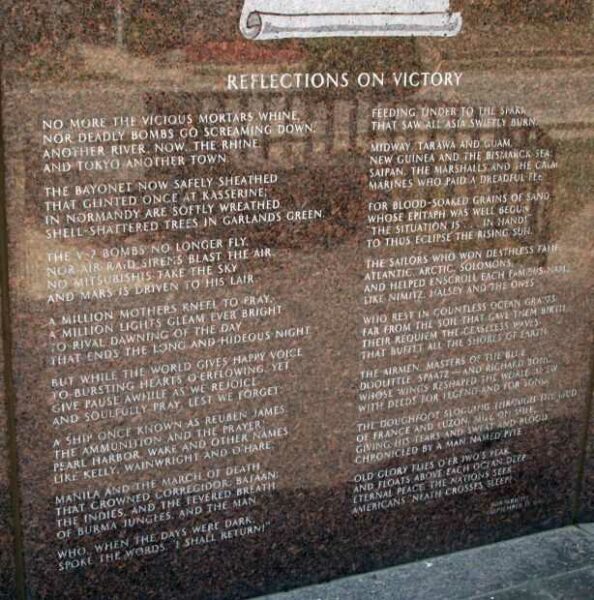 REFLECTIONS ON VICTORY
NO MORE THE VICIOUS MORTARS WHINE,
NOR DEADLY BOMBS GO SCREAMING DOWN.
ANOTHER RIVER, NOW, THE RHINE,
AND TOKYO ANOTHER TOWN.
THE BAYONET NOW SAFELY SHEATHED
THAT GLINTED ONCE AT KASSERINE;
IN NORMANDY ARE SOFTLY WREATHED
SHELL-SHATTERED TREES IN GARLANDS GREEN.
THE V-2 BOMBS NO LONGER FLY,
NOR AIR RAID SIRENS BLAST THE AIR
NO MITSUBISHIS TAKE THE SKY
AND MARS IS DRIVEN TO HIS LAIR
A MILLION MOTHERS KNEEL TO PRAY,
A MILLION LIGHTS GLEAM EVER BRIGHT
TO RIVAL DAWNING OF THE DAY
THAT ENDS THE LONG AND HIDEOUS NIGHT
BUT WHILE THE WORLD GIVES HAPPY VOICE
TO BURSTING HEARTS O'ERFLOWING, YET
GIVE PAUSE AWHILE AS WE REJOICE
AND SOULFULLY PRAY, LEST WE FORGET:
A SHIP ONCE KNOWN AS REUBEN JAMES
THE AMMUNITION AND THE PRAYER;
PEARL HARBOR, WAKE AND OTHER NAMES
LIKE KELLY, WAINWRIGHT AND O'HARE.
MANILA AND THE MARCH OF DEATH
THAT CROWNED CORREGIDOR, BATAAN;
THE INDIES, AND THE FEVERED BREATH
OF BURMA JUNGLES, AND THE MAN
WHO, WHEN THE DAYS WERE DARK,
SPOKE THE WORDS, "I SHALL RETURN!"
FEEDING TINDER TO THE SPARK
THAT SAW ALL ASIA SWIFTLY BURN.
MIDWAY, TARAWA AND GUAM,
NEW GUINEA AND THE BISMARCK SEA;
SAIPAN, THE MARSHALLS AND THE CALM
MARINES WHO PAID A DREADFUL FEE
FOR BLOOD-SOAKED GRAINS OF SAND
WHOSE EPITAPH WAS WELL BEGUN
"THE SITUATION IS ... IN HAND"
TO THUS ECLIPSE THE RISING SUN.
THE SAILORS WHO WON DEATHLESS FAME
ATLANTIC, ARCTIC, SOLOMONS,
AND HELPED ENSCROLL EACH FAMOUS NAME
LIKE NIMITZ, HALSEY AND THE ONES
WHO REST IN COUNTLESS OCEAN GRAVES
FAR FROM THE SOIL THAT GAVE THEM BIRTH,
THEIR REQUIEM THE CEASELESS WAVES
THAT BUFFET ALL THE SHORES OF EARTH.
THE AIRMEN, MASTERS OF THE BLUE
DOOLITTLE, SPAATZ—AND RICHARD BONG,
WHOSE WINGS RESHAPED THE WORLD
WITH DEEDS FOR LEGEND AND FOR SONG.
THE DOUGHFOOT SLOGGING THROUGH THE MUD
OF FRANCE AND LUZON, MILE ON MILE,
GIVING HIS TEARS AND SWEAT AND BLOOD
CHRONICLED BY A MAN NAMED PYLE
OLD GLORY FLIES O'ER TWO'S PEAK
AND FLOATS ABOVE EACH OCEAN DEEP
ETERNAL PEACE THE NATIONS SEEK
AMERICANS 'NEATH CROSSES SLEEP!